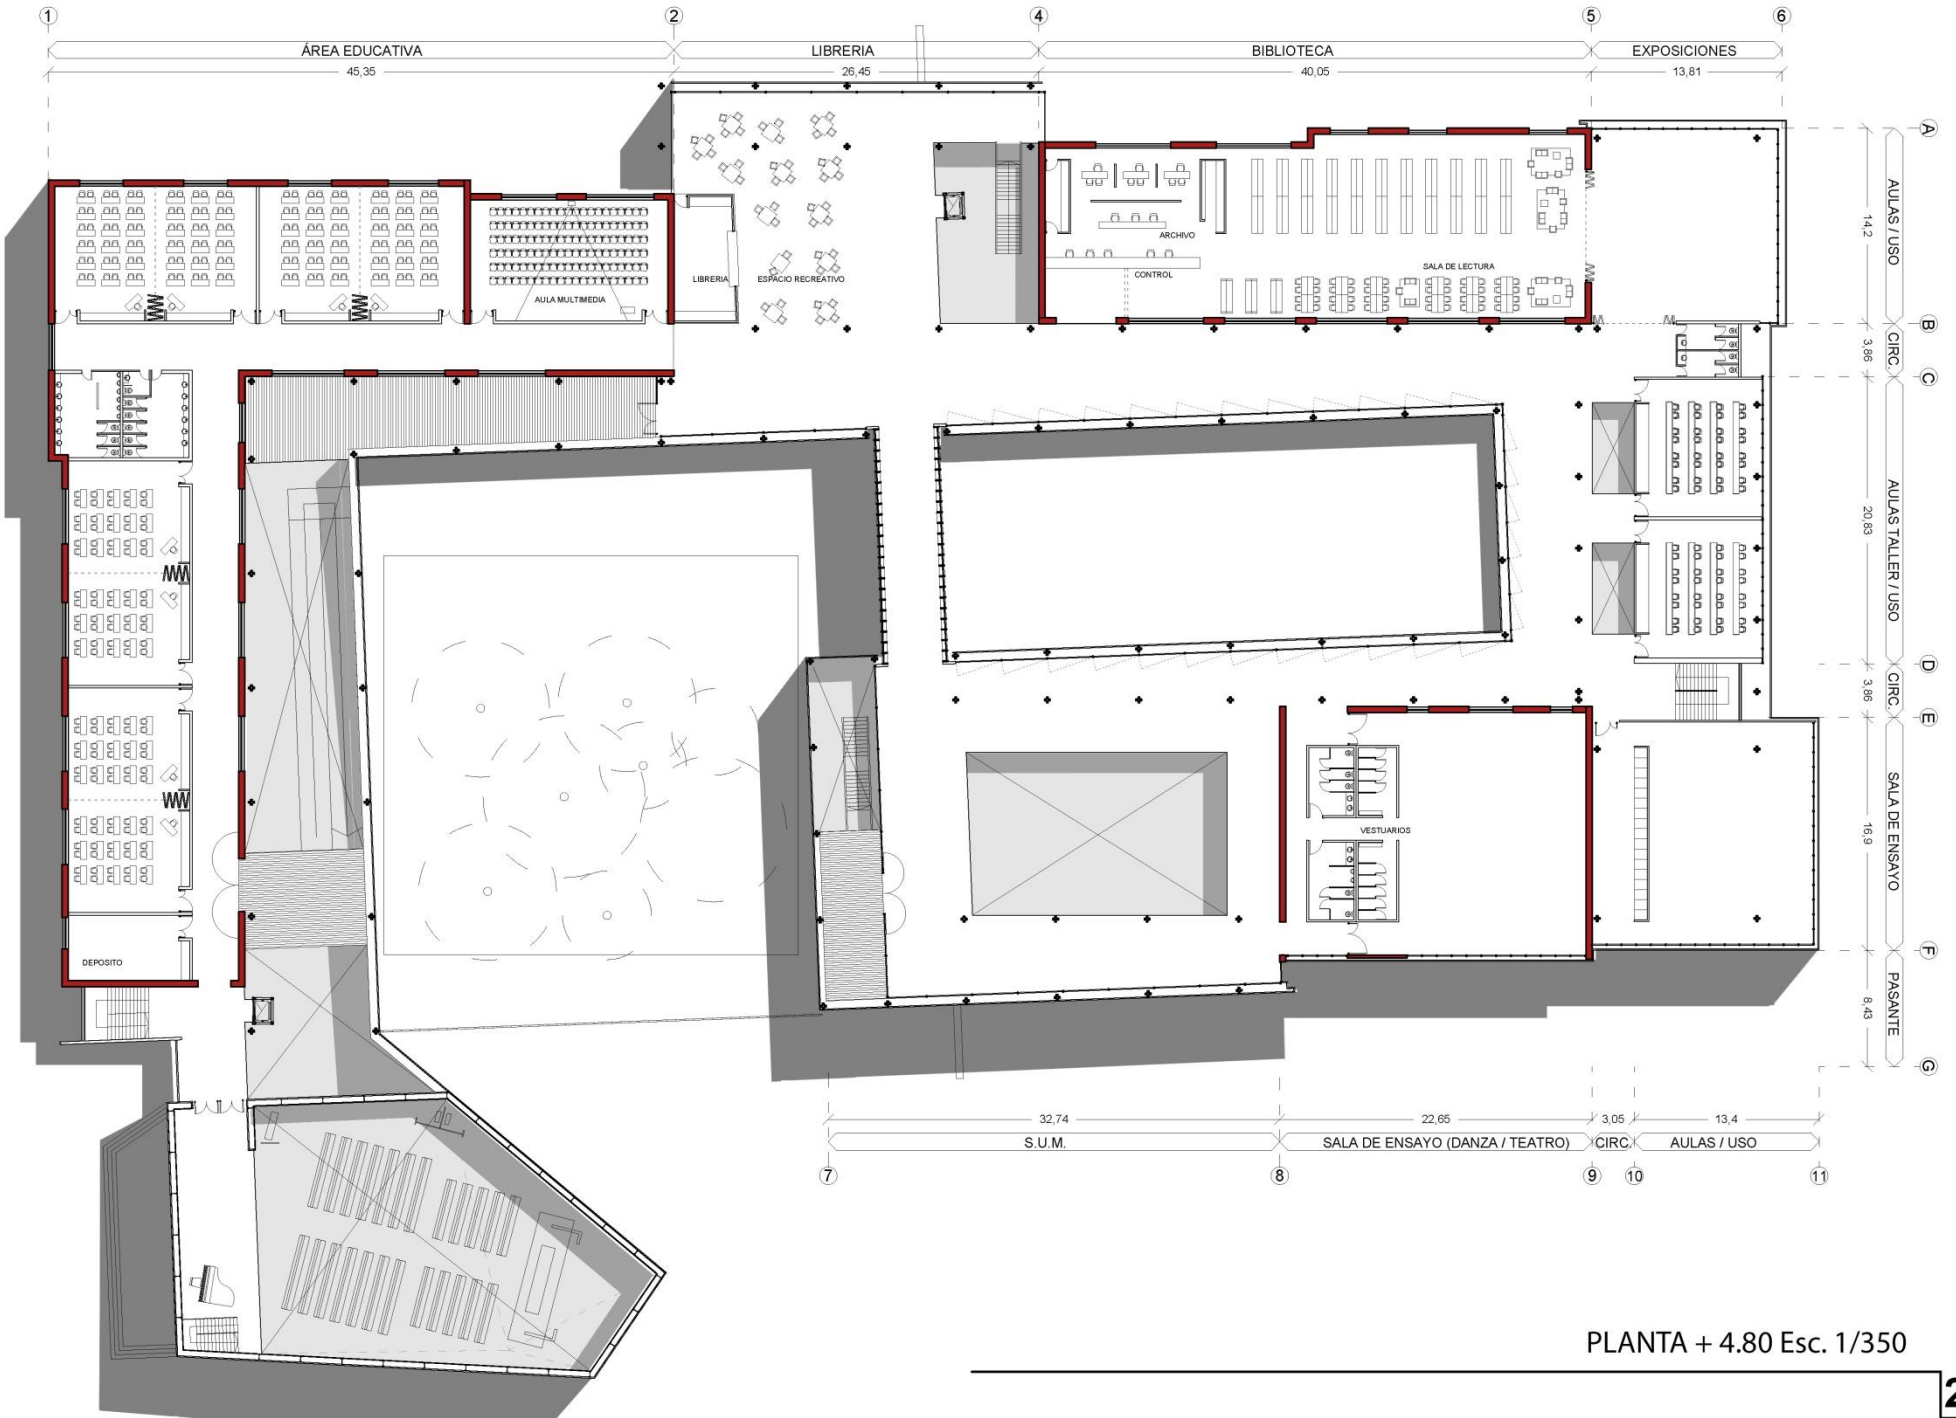 1 2 4 5 6
ÁREA EDUCATIVA LIBRERIA BIBLIOTECA EXPOSICIONES
45,35 26,45 40,05 13,81
A
AULAS / USO
14,2
ARCHIVO
CONTROL
SALA DE LECTURA
LIBRERIA
ESPACIO RECREATIVO
AULA MULTIMEDIA
B
CIRC.
3,86
C
AULAS TALLER / USO
20,83
D
CIRC.
3,86
E
SALA DE ENSAYO
16,9
VESTUARIOS
DEPOSITO
F
PASANTE
8,43
G
32,74 22,65 3,05 13,4
S.U.M. SALA DE ENSAYO (DANZA / TEATRO) CIRC. AULAS / USO
7 8 9 10 11
PLANTA + 4.80 Esc. 1/350